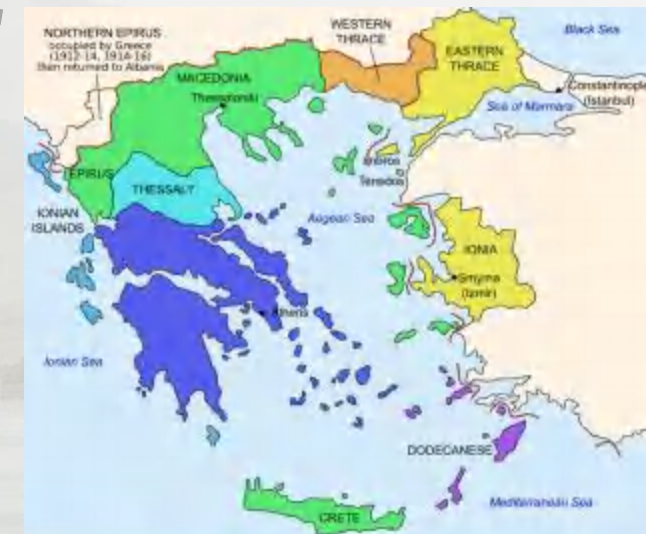 NORTHERN EPIRUS
occupied by Greece
(1912-14, 1914-16)
then returned to Albania
WESTERN
THRACE
Black Sea
EASTERN
THRACE
MACEDONIA
Thessaloniki
Constantinople
(Istanbul)
Sea of Marmara
EPIRUS
THESSALY
Imbros
Tenedos
IONIAN
ISLANDS
Aegean Sea
IONIA
Smyrna
(Izmir)
Athens
Ionian Sea
DODECANESE
Mediterranean Sea
CRETE